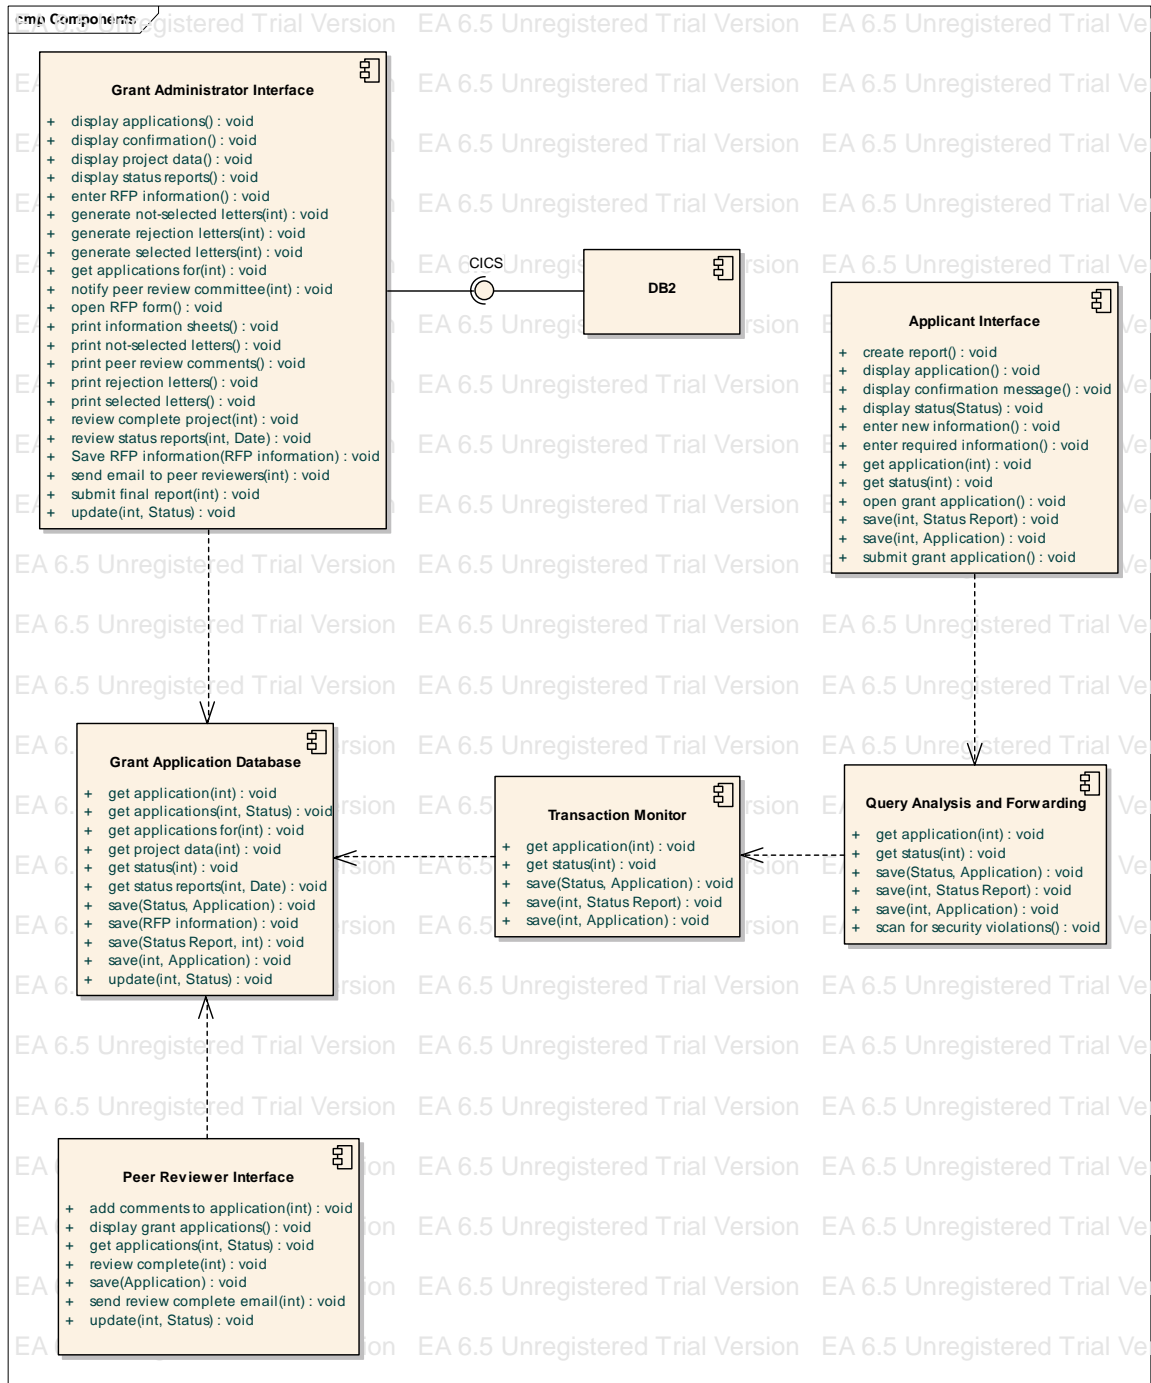 cmp Components
Grant Administrator Interface
+ display applications() : void
+ display confirmation() : void
+ display project data() : void
+ display status reports() : void
+ enter RFP information() : void
+ generate not-selected letters(int) : void
+ generate rejection letters(int) : void
+ generate selected letters(int) : void
+ get applications for(int) : void
+ notify peer review committee(int) : void
+ open RFP form() : void
+ print information sheets() : void
+ print not-selected letters() : void
+ print peer review comments() : void
+ print rejection letters() : void
+ print selected letters() : void
+ review complete project(int) : void
+ review status reports(int, Date) : void
+ Save RFP information(RFP information) : void
+ send email to peer reviewers(int) : void
+ submit final report(int) : void
+ update(int, Status) : void
CICS
DB2
Applicant Interface
+ create report() : void
+ display application() : void
+ display confirmation message() : void
+ display status(Status) : void
+ enter new information() : void
+ enter required information() : void
+ get application(int) : void
+ get status(int) : void
+ open grant application() : void
+ save(int, Status Report) : void
+ save(int, Application) : void
+ submit grant application() : void
Grant Application Database
+ get application(int) : void
+ get applications(int, Status) : void
+ get applications for(int) : void
+ get project data(int) : void
+ get status(int) : void
+ get status reports(int, Date) : void
+ save(Status, Application) : void
+ save(RFP information) : void
+ save(Status Report, int) : void
+ save(int, Application) : void
+ update(int, Status) : void
Transaction Monitor
+ get application(int) : void
+ get status(int) : void
+ save(Status, Application) : void
+ save(int, Status Report) : void
+ save(int, Application) : void
Query Analysis and Forwarding
+ get application(int) : void
+ get status(int) : void
+ save(Status, Application) : void
+ save(int, Status Report) : void
+ save(int, Application) : void
+ scan for security violations() : void
Peer Reviewer Interface
+ add comments to application(int) : void
+ display grant applications() : void
+ get applications(int, Status) : void
+ review complete(int) : void
+ save(Application) : void
+ send review complete email(int) : void
+ update(int, Status) : void
EA 6.5 Unregistered Trial Version